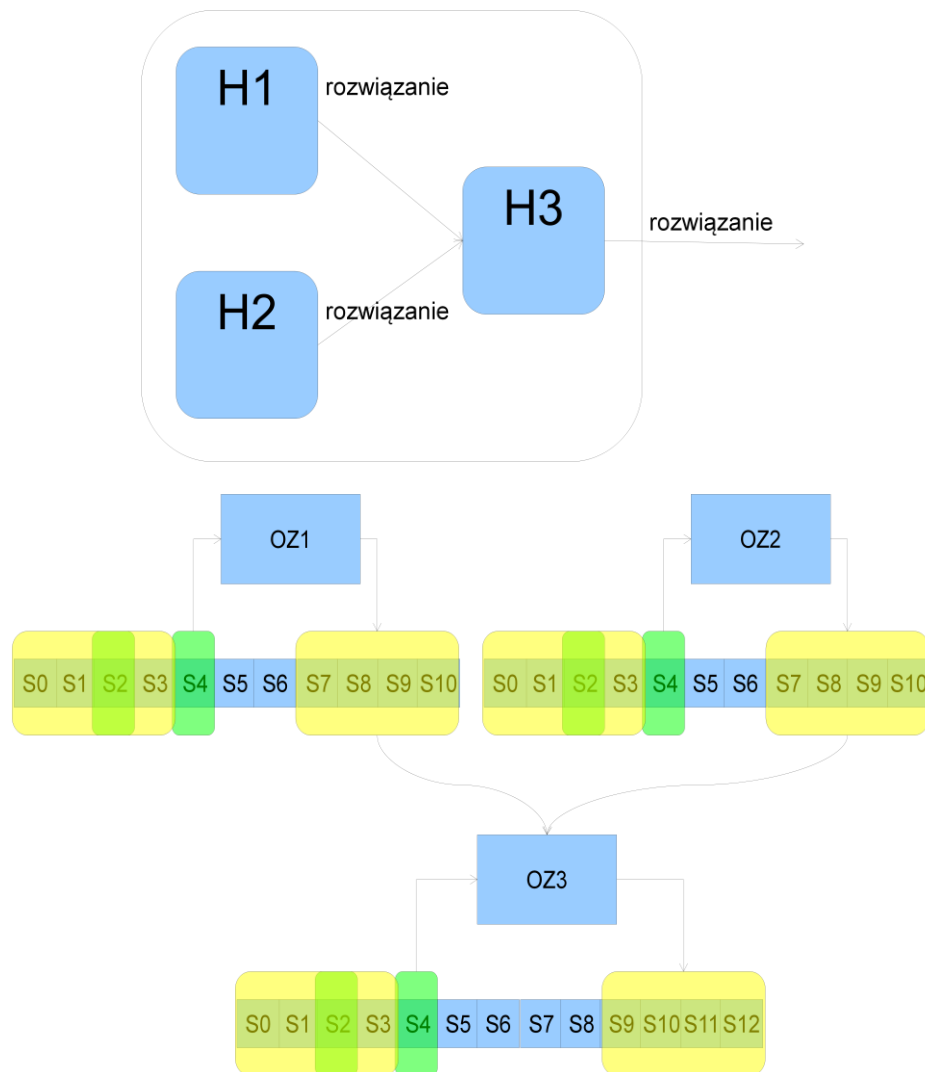 H1
rozwiązanie
H3
rozwiązanie
H2
rozwiązanie
OZ1
OZ2
S0 S1 S2 S3 S4 S5 S6 S7 S8 S9 S10
S0 S1 S2 S3 S4 S5 S6 S7 S8 S9 S10
OZ3
S0 S1 S2 S3 S4 S5 S6 S7 S8 S9 S10 S11 S12